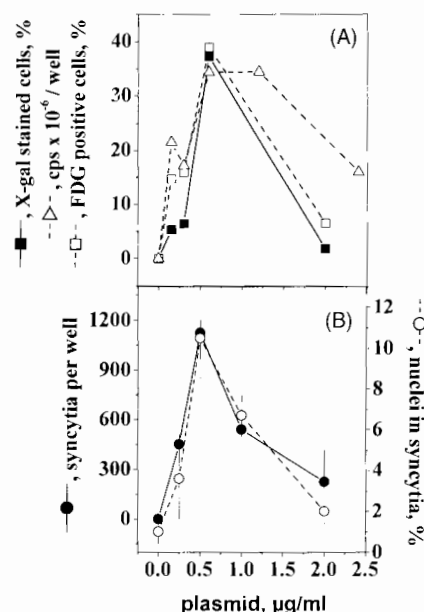 ■, X-gal stained cells, %
△, cps x 10⁻⁶ / well
□, FDG positive cells, %
(A)
40
30
20
10
0
●, syncytia per well
(B)
1200
900
600
300
0
12
10
8
6
4
2
0
○, nuclei in syncytia, %
0.0 0.5 1.0 1.5 2.0 2.5
plasmid, µg/ml